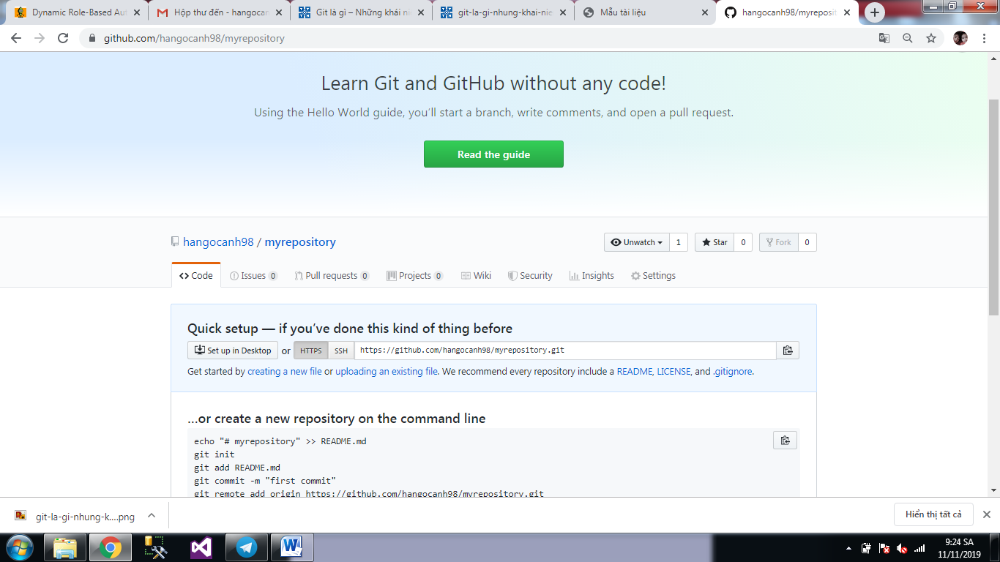 Dynamic Role-Based Aut
Hộp thư đến - hangocan
Git là gì – Những khái ni
git-la-gi-nhung-khai-nie
Mẫu tài liệu
hangocanh98/myreposit
github.com/hangocanh98/myrepository
Learn Git and GitHub without any code!
Using the Hello World guide, you’ll start a branch, write comments, and open a pull request.
Read the guide
hangocanh98 / myrepository
Unwatch 1
Star 0
Fork 0
Code
Issues 0
Pull requests 0
Projects 0
Wiki
Security
Insights
Settings
Quick setup — if you’ve done this kind of thing before
Set up in Desktop or HTTPS SSH https://github.com/hangocanh98/myrepository.git
Get started by creating a new file or uploading an existing file. We recommend every repository include a README, LICENSE, and .gitignore.
…or create a new repository on the command line
echo "# myrepository" >> README.md
git init
git add README.md
git commit -m "first commit"
git remote add origin https://github.com/hangocanh98/myrepository.git
git-la-gi-nhung-k....png
Hiển thị tất cả
9:24 SA
11/11/2019